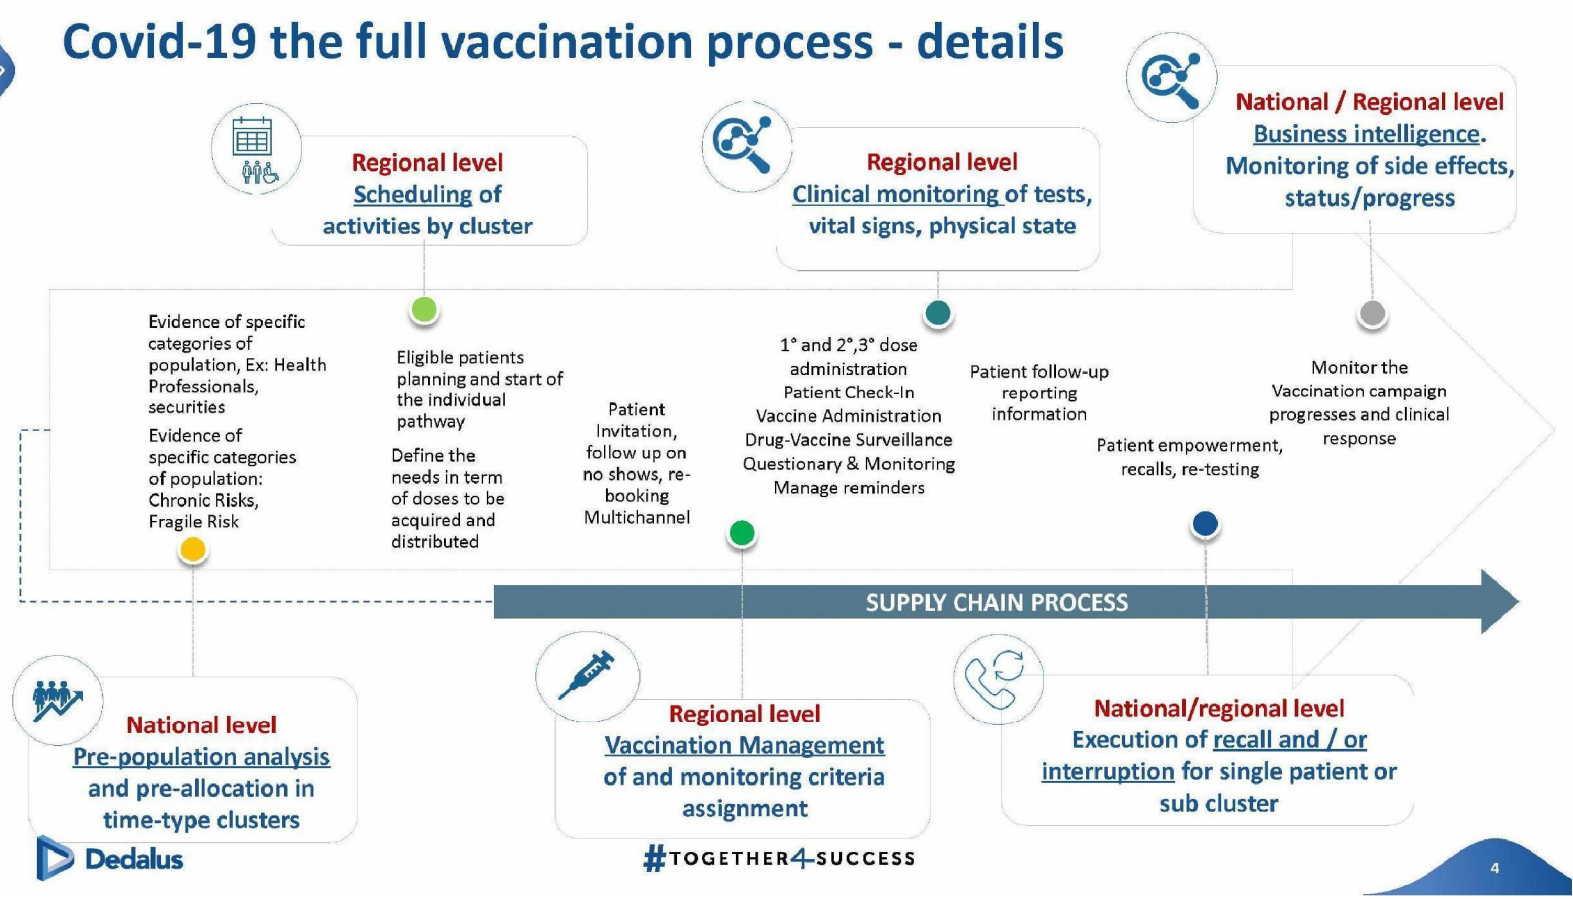 Covid-19 the full vaccination process - details
Regional level
Scheduling of
activities by cluster
Regional level
Clinical monitoring of tests,
vital signs, physical state
National / Regional level
Business intelligence.
Monitoring of side effects,
status/progress
Evidence of specific
categories of
population, Ex: Health
Professionals,
securities
Evidence of
specific categories
of population:
Chronic Risks,
Fragile Risk
Eligible patients
planning and start of
the individual
pathway
Define the
needs in term
of doses to be
acquired and
distributed
Patient
Invitation,
follow up on
no shows, re-
booking
Multichannel
1° and 2°,3° dose
administration
Patient Check-In
Vaccine Administration
Drug-Vaccine Surveillance
Questionary & Monitoring
Manage reminders
Patient follow-up
reporting
information
Patient empowerment,
recalls, re-testing
Monitor the
Vaccination campaign
progresses and clinical
response
SUPPLY CHAIN PROCESS
National level
Pre-population analysis
and pre-allocation in
time-type clusters
Regional level
Vaccination Management
of and monitoring criteria
assignment
National/regional level
Execution of recall and / or
interruption for single patient or
sub cluster
Dedalus
#TOGETHER4SUCCESS
4